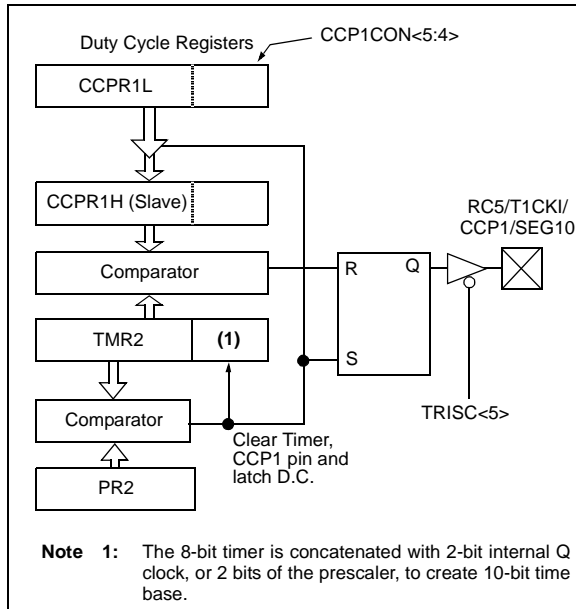 Duty Cycle Registers
CCP1CON<5:4>
CCPR1L
CCPR1H (Slave)
RC5/T1CKI/
CCP1/SEG10
Comparator
R
Q
TMR2
(1)
S
TRISC<5>
Comparator
Clear Timer,
CCP1 pin and
latch D.C.
PR2
Note 1: The 8-bit timer is concatenated with 2-bit internal Q
clock, or 2 bits of the prescaler, to create 10-bit time
base.